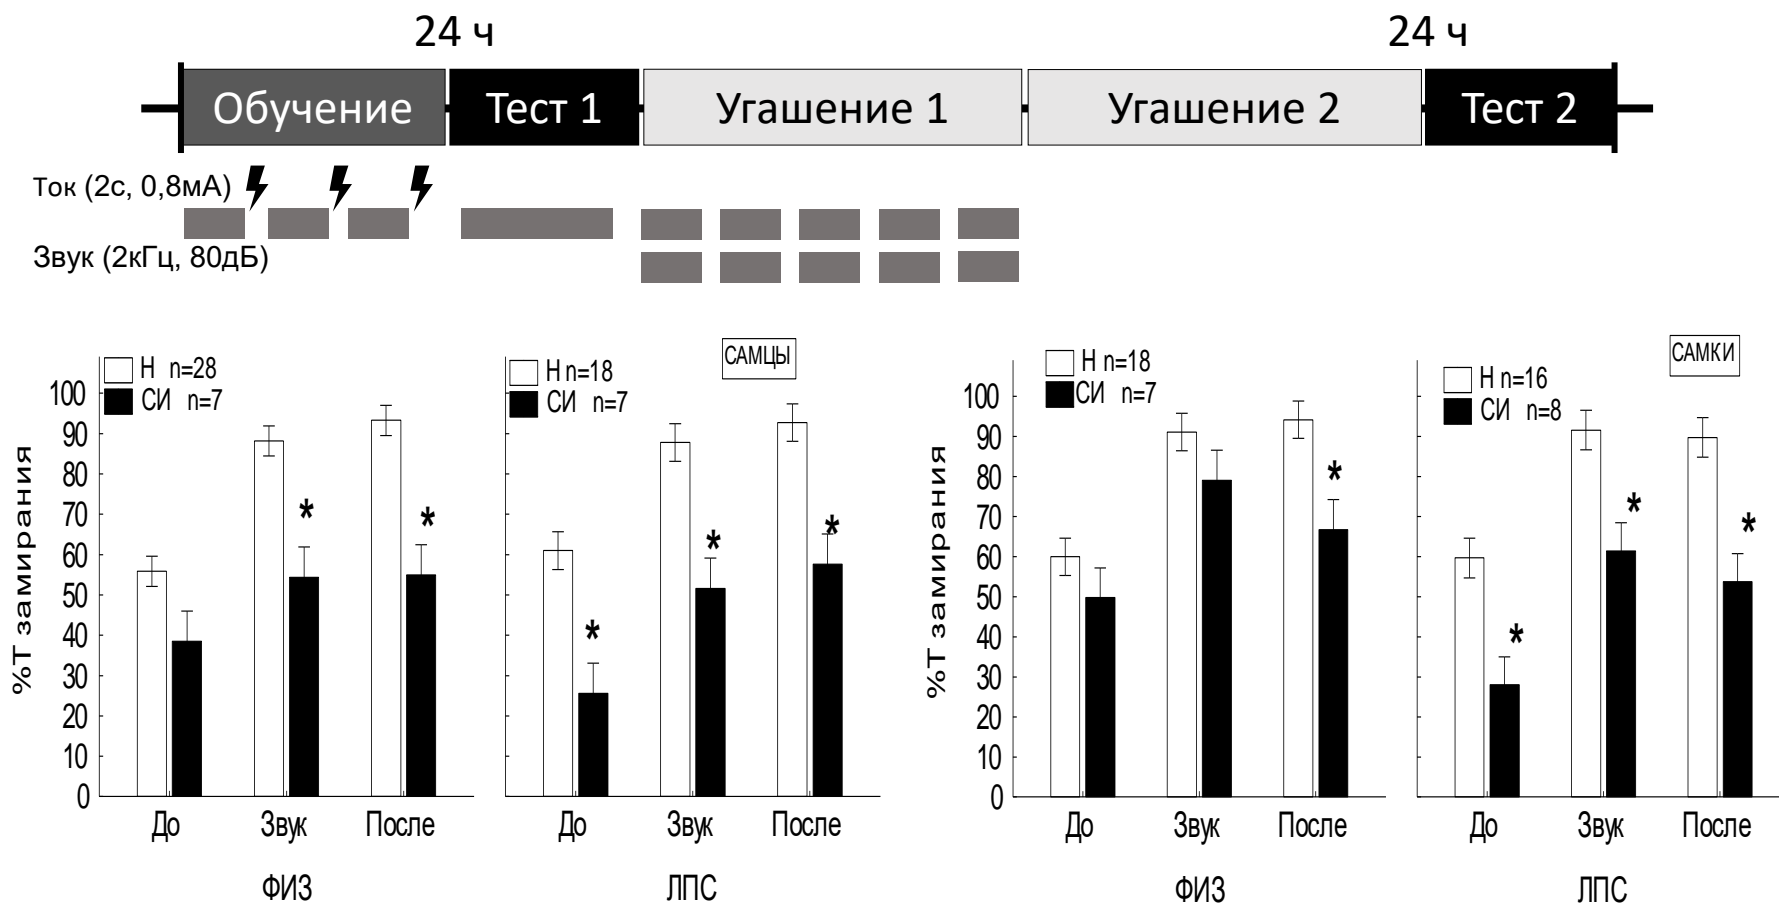 24 ч
24 ч
Обучение
Тест 1
Угашение 1
Угашение 2
Тест 2
Ток (2с, 0,8мА)
Звук (2кГц, 80дБ)
%Т замирания
100
90
80
70
60
50
40
30
20
10
0
Н n=28
СИ n=7
*
*
До
Звук
После
ФИЗ
САМЦЫ
Н n=18
СИ n=7
*
*
*
До
Звук
После
ЛПС
%Т замирания
100
90
80
70
60
50
40
30
20
10
0
Н n=18
СИ n=7
*
До
Звук
После
ФИЗ
САМКИ
Н n=16
СИ n=8
*
*
*
До
Звук
После
ЛПС